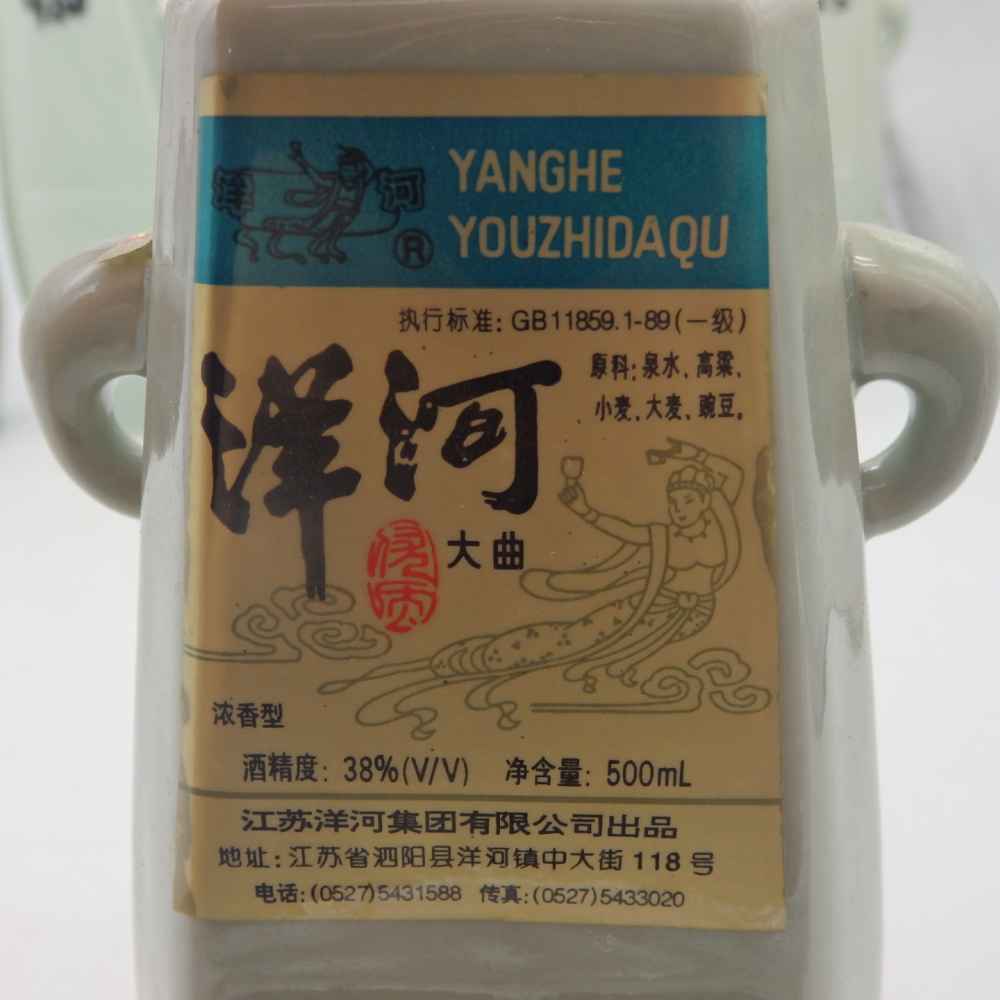 洋河
®
YANGHE
YOUZHIDAQU
执行标准: GB11859.1-89(一级)
原料:泉水、高粱、
小麦、大麦、豌豆。
洋河
优质
大曲
浓香型
酒精度: 38%(V/V) 净含量: 500mL
江苏洋河集团有限公司出品
地址: 江苏省泗阳县洋河镇中大街 118 号
电话:(0527)5431588 传真:(0527)5433020